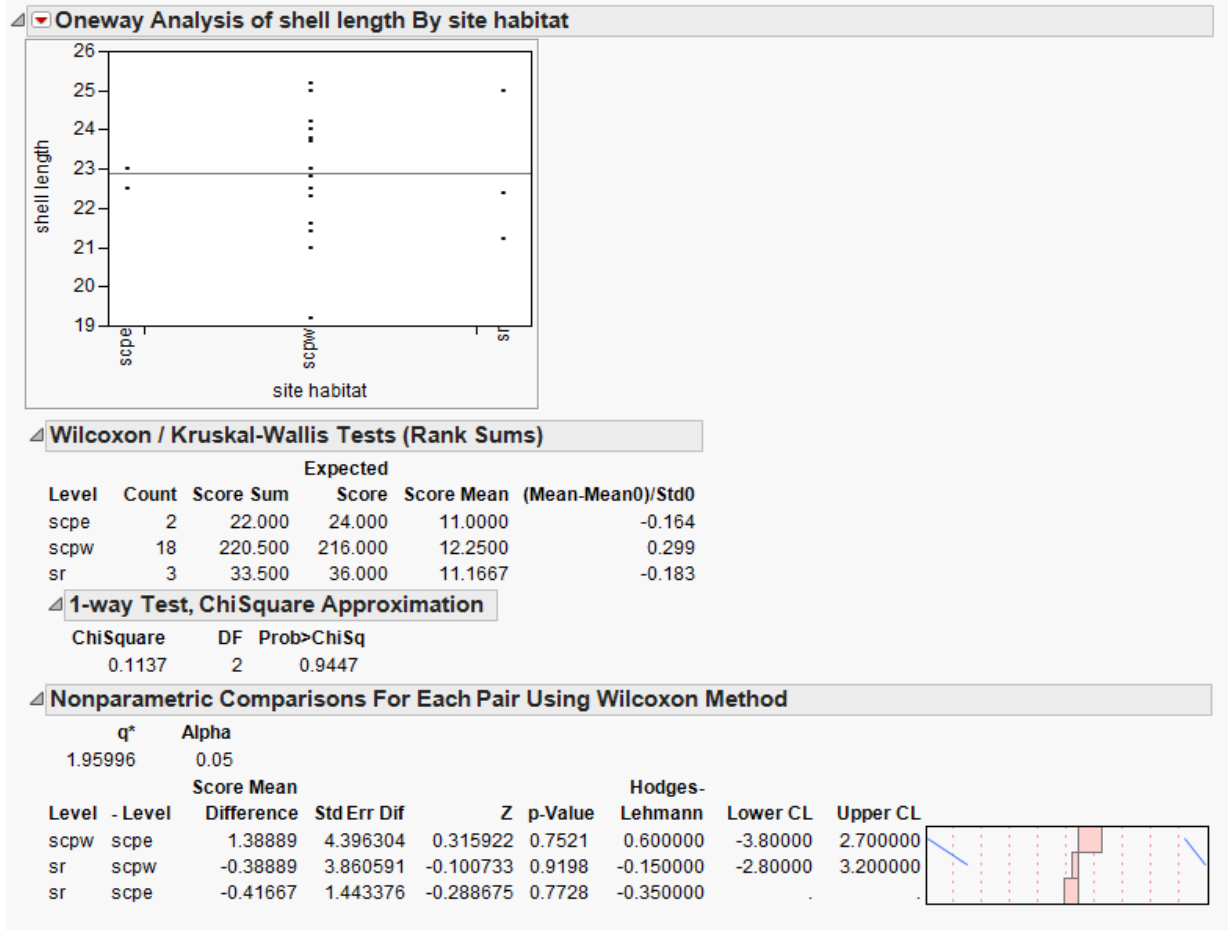 Oneway Analysis of shell length By site habitat
26
25
24
23
22
21
20
19
shell length
scpe
scpw
sr
site habitat
Wilcoxon / Kruskal-Wallis Tests (Rank Sums)
Expected
Level Count Score Sum Score Score Mean (Mean-Mean0)/Std0
scpe 2 22.000 24.000 11.0000 -0.164
scpw 18 220.500 216.000 12.2500 0.299
sr 3 33.500 36.000 11.1667 -0.183
1-way Test, ChiSquare Approximation
ChiSquare DF Prob>ChiSq
0.1137 2 0.9447
Nonparametric Comparisons For Each Pair Using Wilcoxon Method
q* Alpha
1.95996 0.05
Score Mean Hodges-
Level - Level Difference Std Err Dif Z p-Value Lehmann Lower CL Upper CL
scpw scpe 1.38889 4.396304 0.315922 0.7521 0.600000 -3.80000 2.700000
sr scpw -0.38889 3.860591 -0.100733 0.9198 -0.150000 -2.80000 3.200000
sr scpe -0.41667 1.443376 -0.288675 0.7728 -0.350000 . .